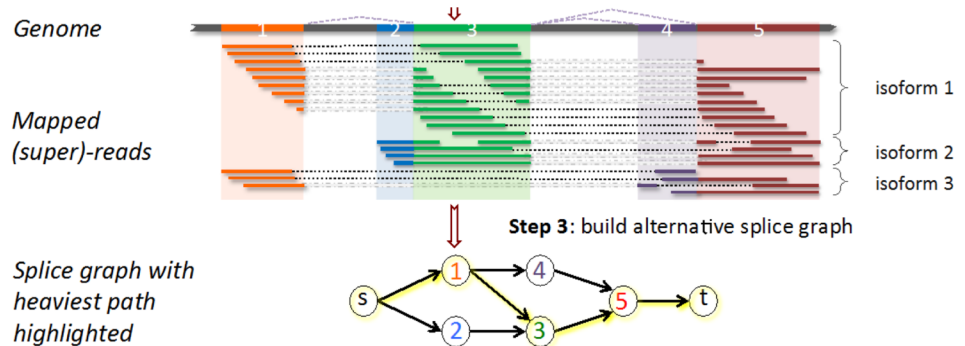 Genome
1 2 3 4 5
Mapped
(super)-reads
isoform 1
isoform 2
isoform 3
Step 3: build alternative splice graph
Splice graph with
heaviest path
highlighted
1 4
s 5 t
2 3